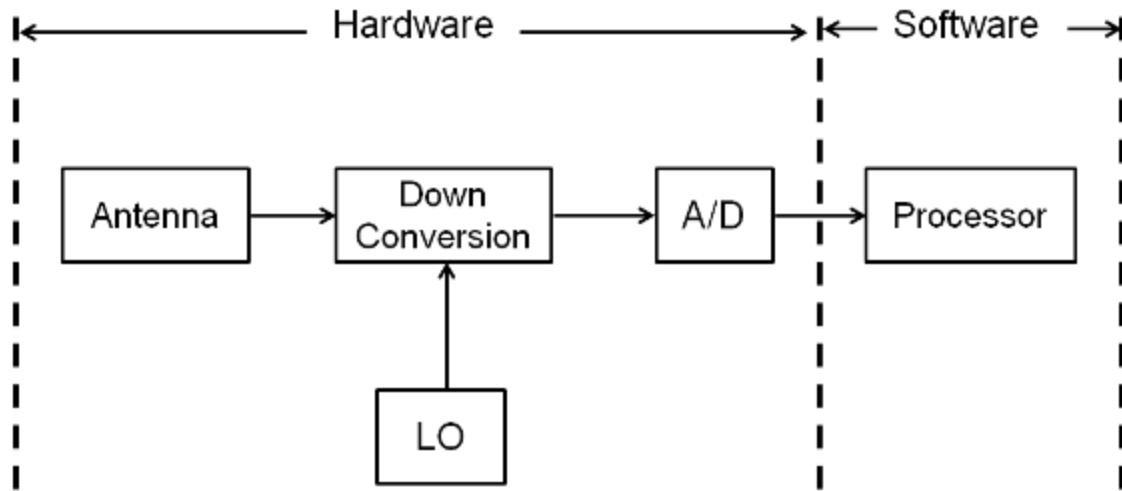 Hardware
Software
Antenna
Down
Conversion
A/D
Processor
LO